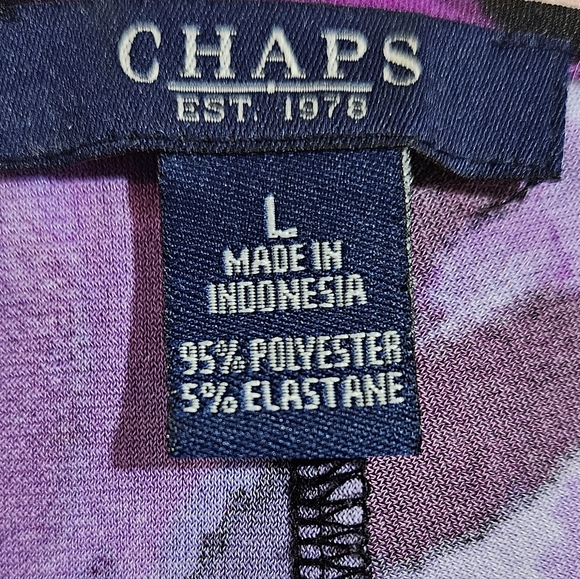 CHAPS
EST. 1978
L
MADE IN
INDONESIA
95% POLYESTER
5% ELASTANE